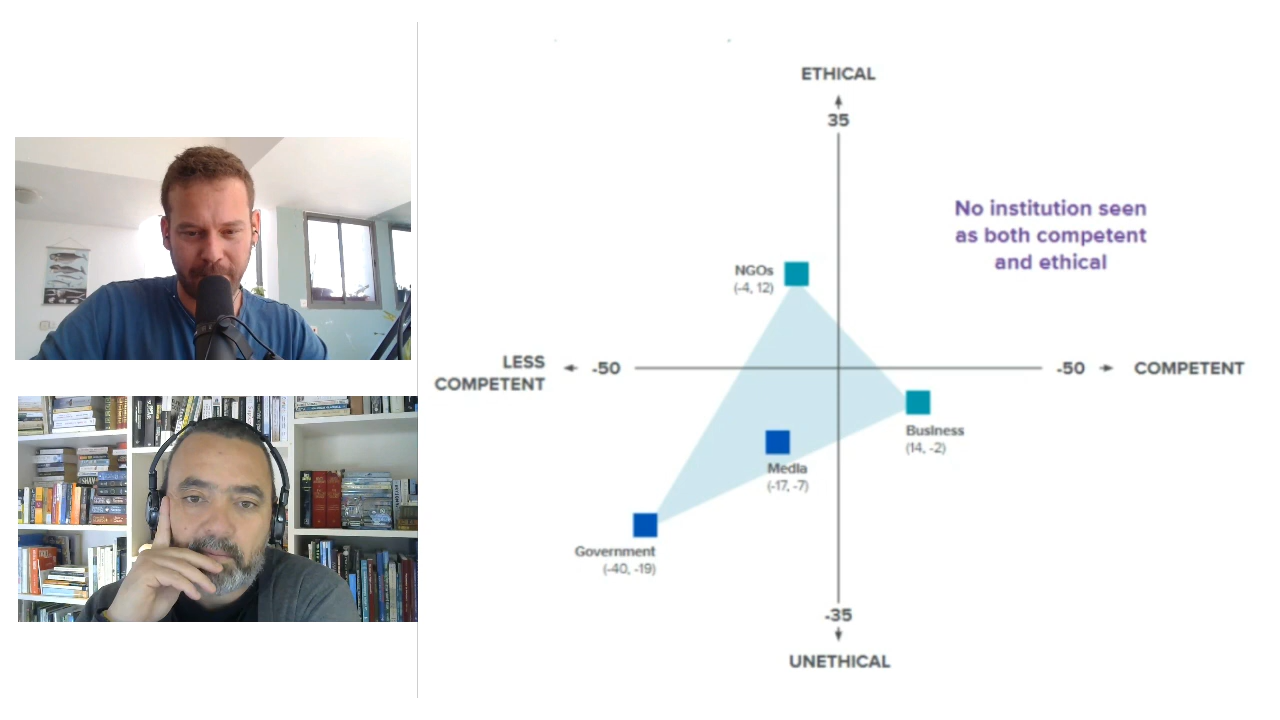 ETHICAL
35
No institution seen
as both competent
and ethical
NGOs
(-4, 12)
LESS
COMPETENT
-50
-50
COMPETENT
Business
(14, -2)
Media
(-17, -7)
Government
(-40, -19)
-35
UNETHICAL